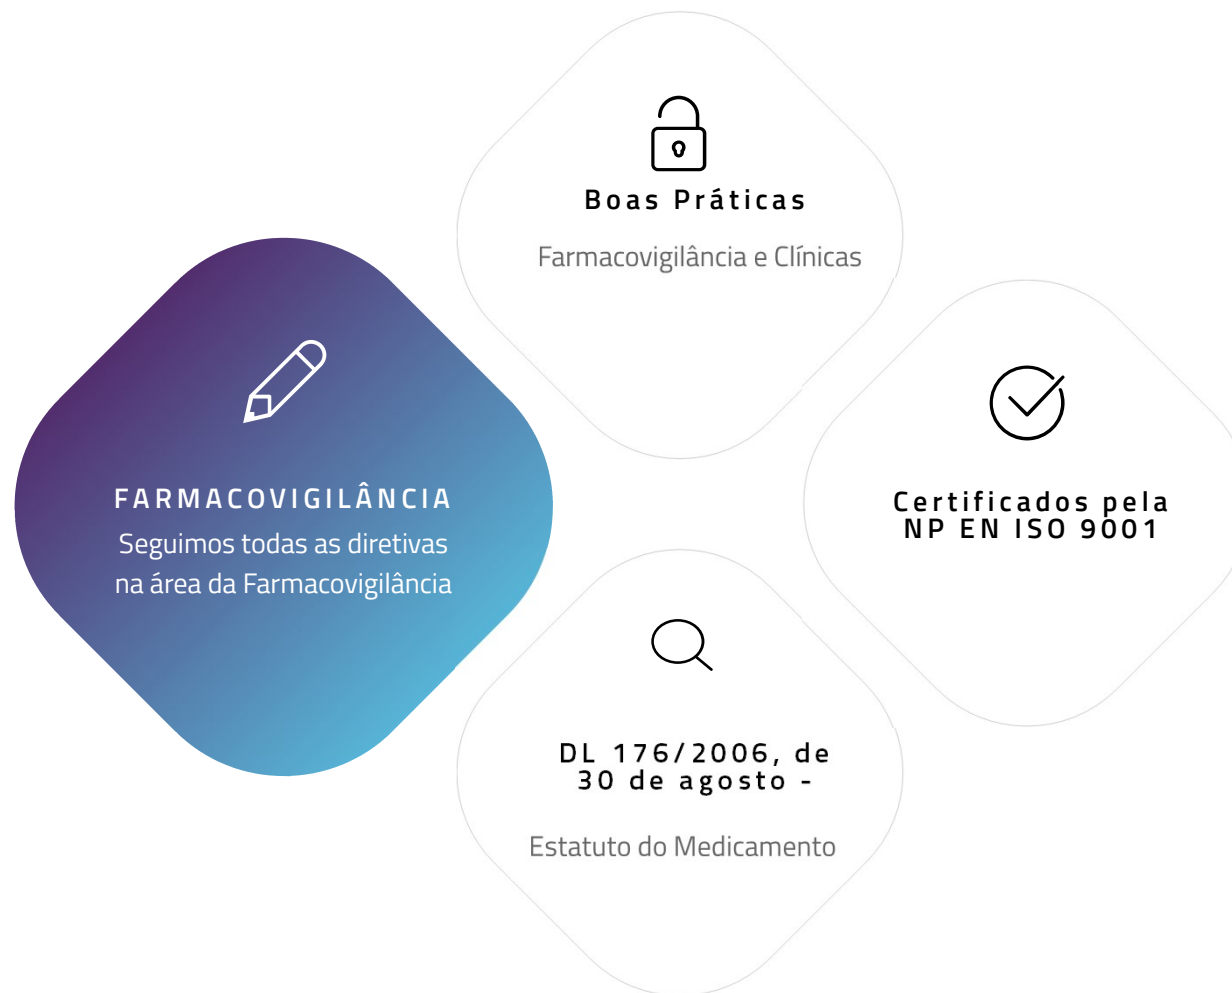 Boas Práticas
Farmacovigilância e Clínicas
FARMACOVIGILÂNCIA
Seguimos todas as diretivas
na área da Farmacovigilância
Certificados pela
NP EN ISO 9001
DL 176/2006, de
30 de agosto -
Estatuto do Medicamento